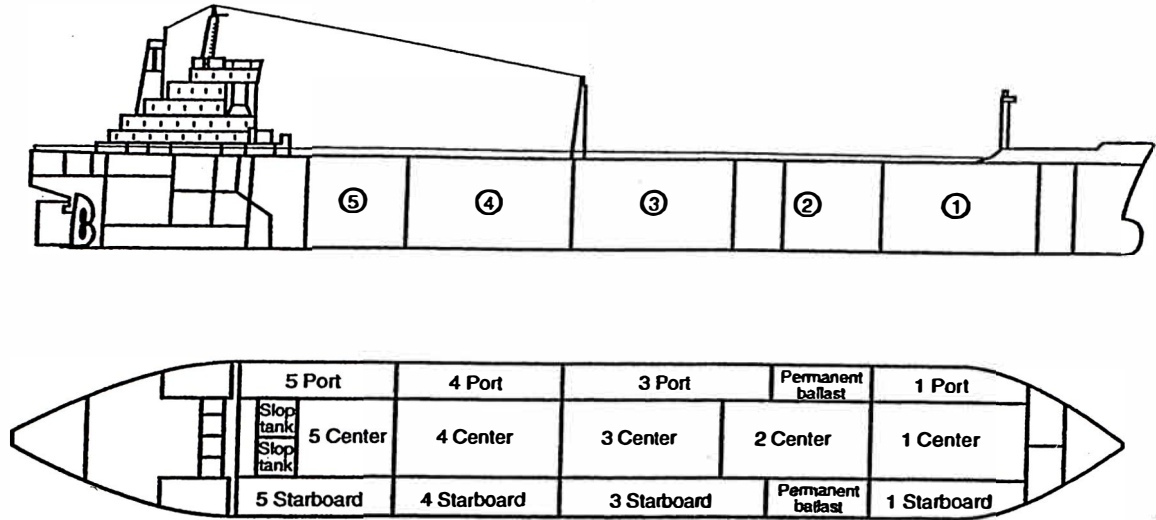 ⑤ ④ ③ ② ①
5 Port 4 Port 3 Port Permanent 1 Port
ballast
Slop
tank
5 Center 4 Center 3 Center 2 Center 1 Center
Slop
tank
5 Starboard 4 Starboard 3 Starboard Permanent 1 Starboard
ballast